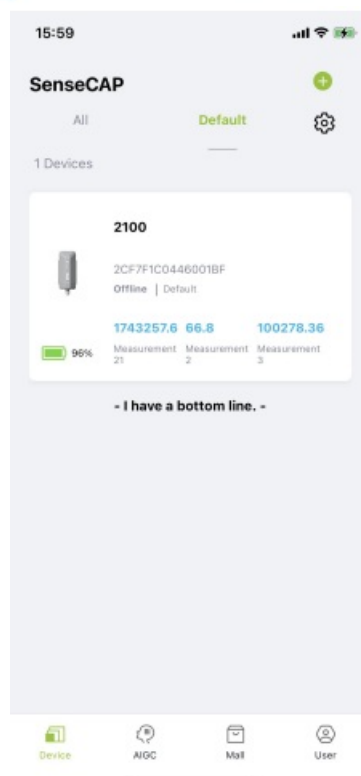 15:59
SenseCAP
All Default
1 Devices
2100
2CF7F1C0446001BF
Offline | Default
1743257.6 66.8 100278.36
96% Measurement Measurement Measurement
21 2 3
- I have a bottom line. -
Device AIGC Mall User